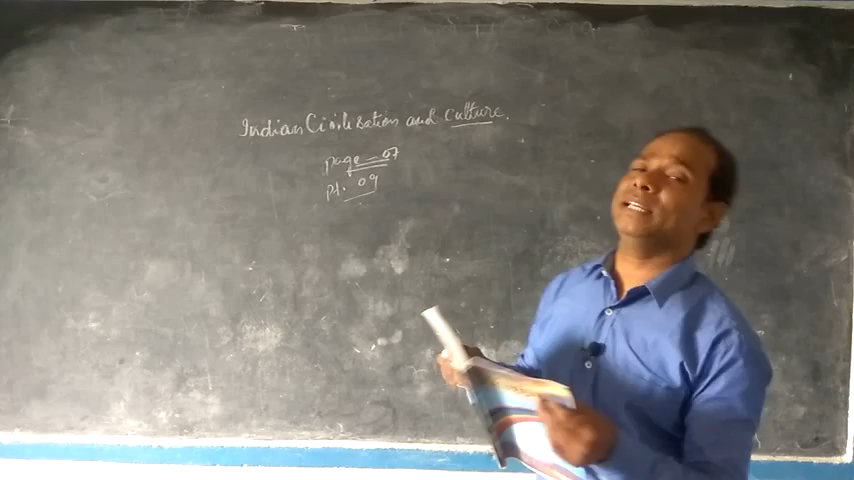 Indian Civilisation and culture.
page - 07
pt. 09